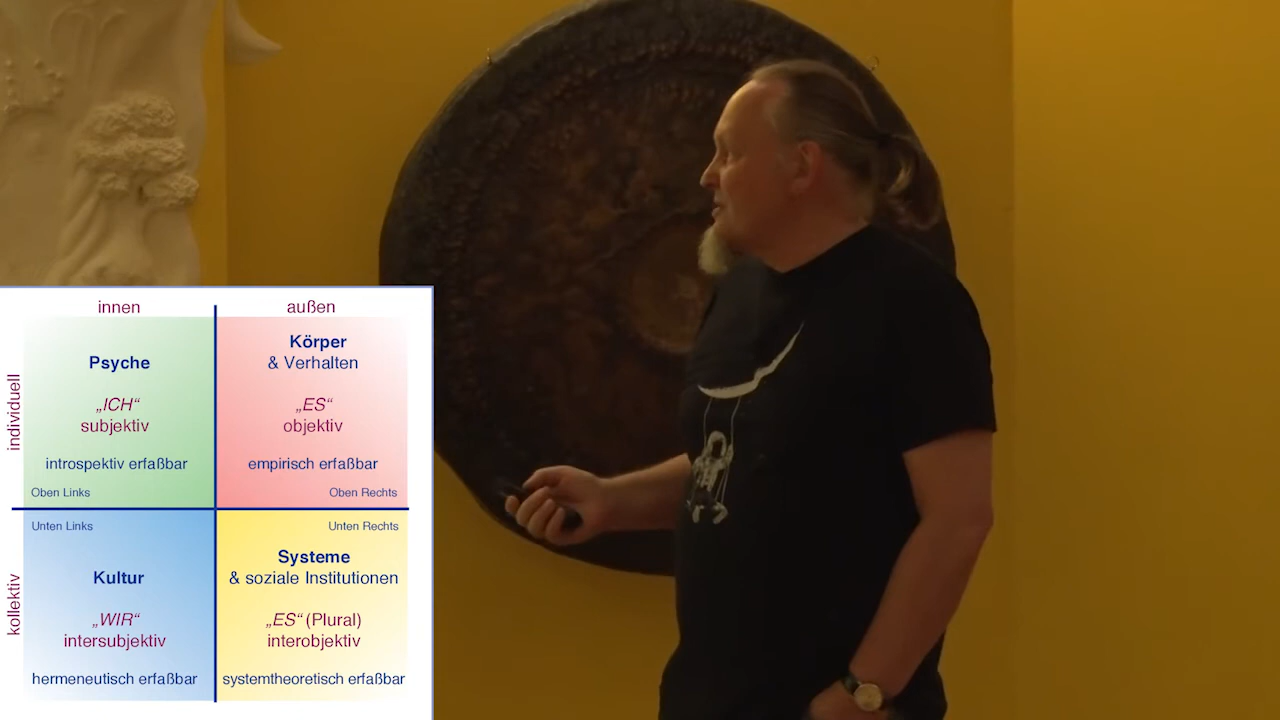 innen
außen
individuell
Psyche
„ICH“
subjektiv
introspektiv erfaßbar
Oben Links
Körper
& Verhalten
„ES“
objektiv
empirisch erfaßbar
Oben Rechts
kollektiv
Unten Links
Kultur
„WIR“
intersubjektiv
hermeneutisch erfaßbar
Unten Rechts
Systeme
& soziale Institutionen
„ES“ (Plural)
interobjektiv
systemtheoretisch erfaßbar